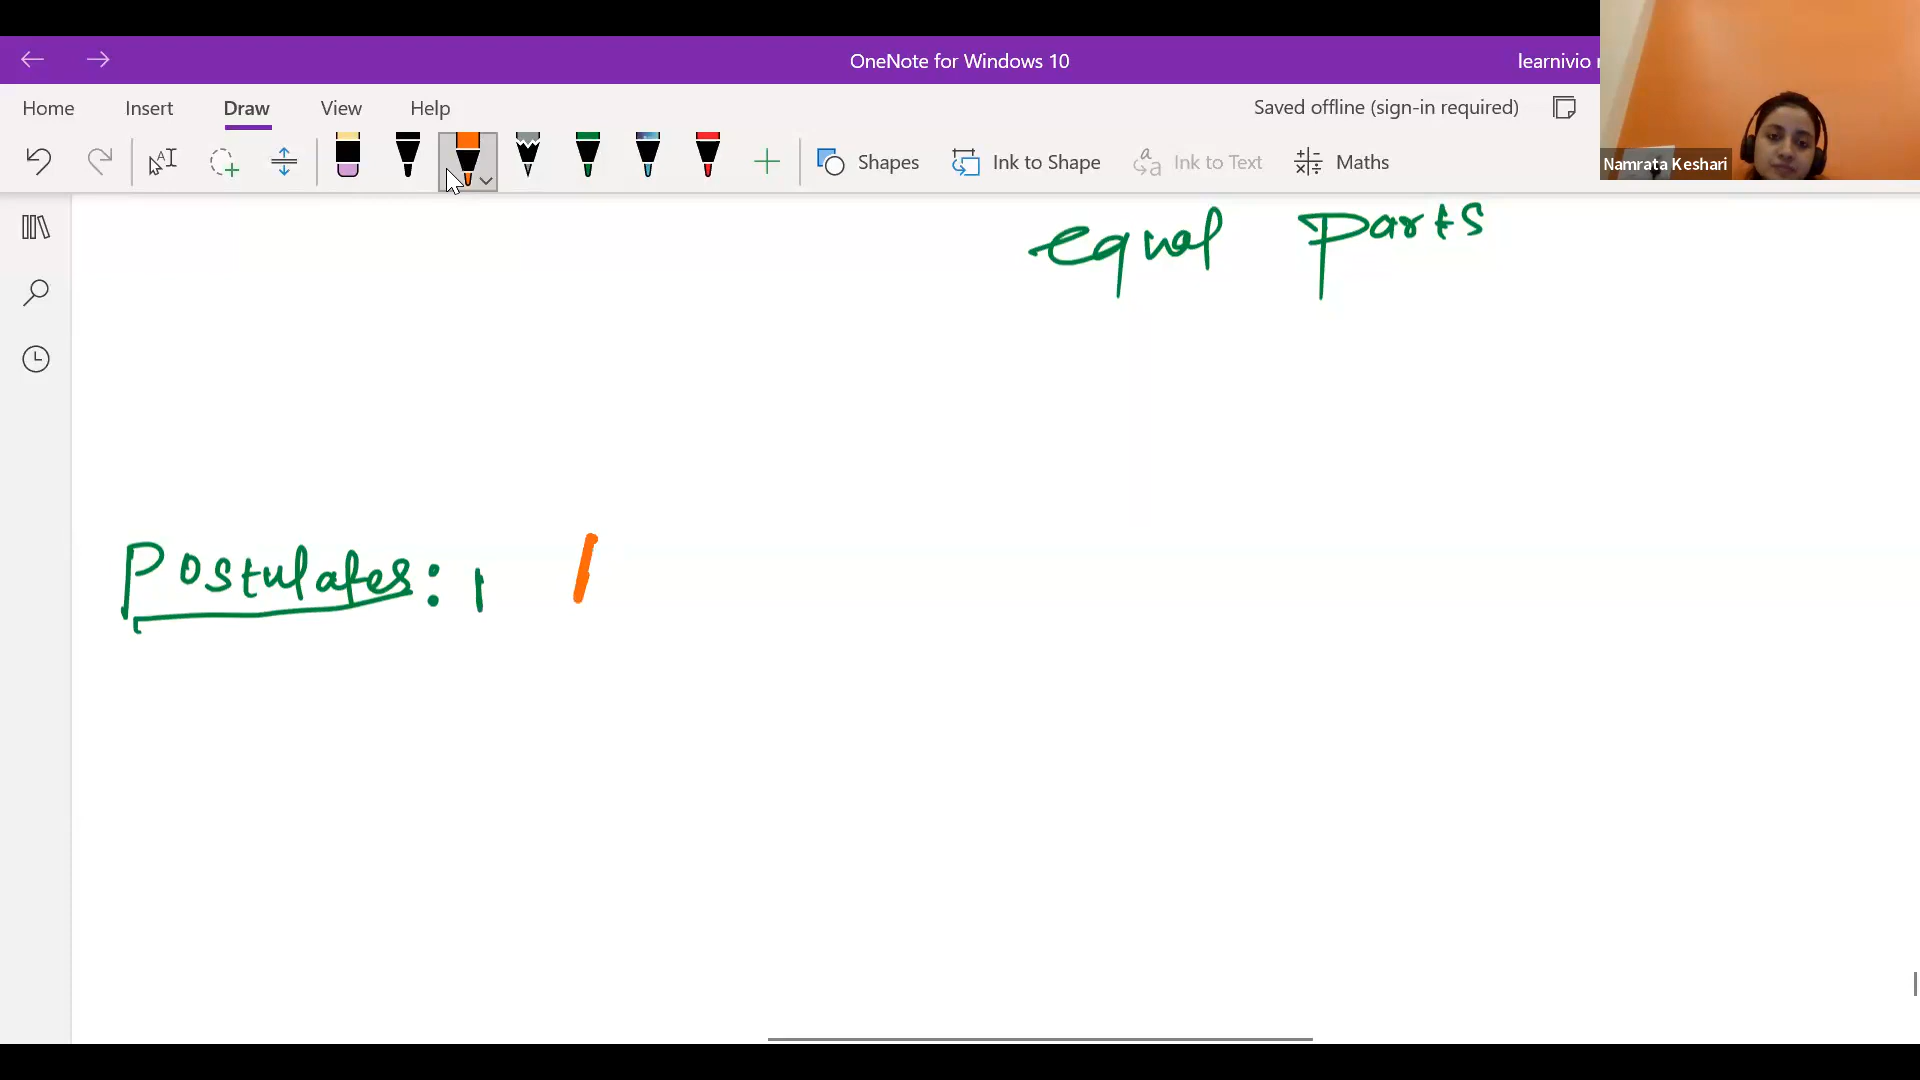 OneNote for Windows 10
learnivio
Home Insert Draw View Help
Saved offline (sign-in required)
Shapes Ink to Shape Ink to Text Maths
Namrata Keshari
equal parts
Postulates: 1